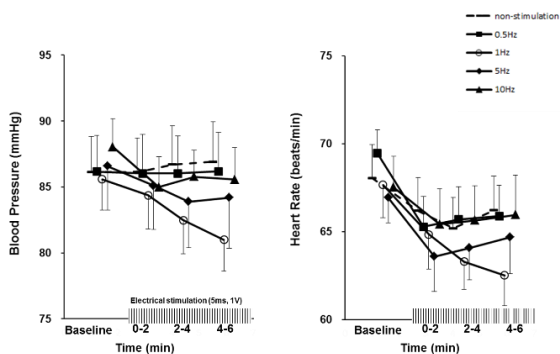 non-stimulation
0.5Hz
1Hz
5Hz
10Hz
95
90
85
80
75
Blood Pressure (mmHg)
Electrical stimulation (5ms, 1V)
Baseline 0-2 2-4 4-6
Time (min)
75
70
65
60
Heart Rate (beats/min)
Baseline 0-2 2-4 4-6
Time (min)